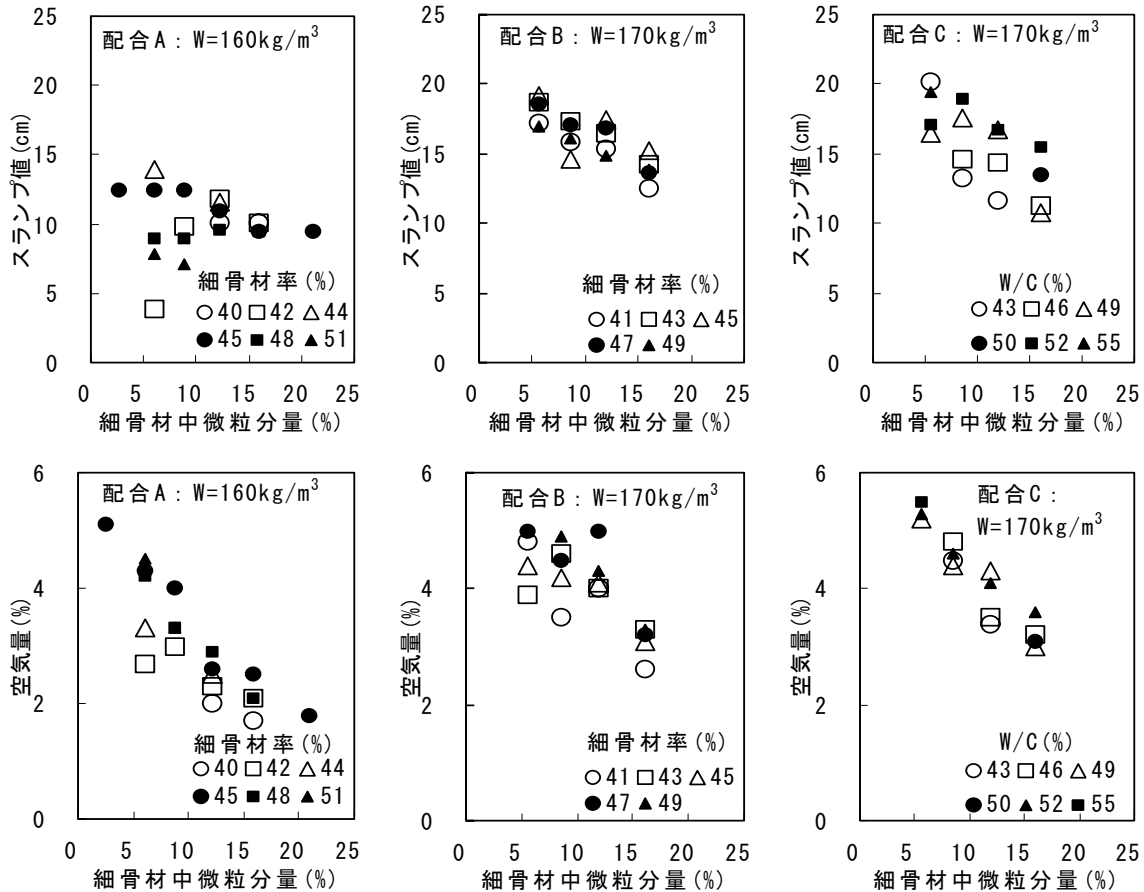 配合A：W=160kg/m³
スランプ値(cm)
25
20
15
10
5
0
細骨材率(%)
○40 □42 △44
●45 ■48 ▲51
0 5 10 15 20 25
細骨材中微粒分量(%)
配合B：W=170kg/m³
スランプ値(cm)
25
20
15
10
5
0
細骨材率(%)
○41 □43 △45
●47 ▲49
0 5 10 15 20 25
細骨材中微粒分量(%)
配合C：W=170kg/m³
スランプ値(cm)
25
20
15
10
5
0
W/C(%)
○43 □46 △49
●50 ■52 ▲55
0 5 10 15 20 25
細骨材中微粒分量(%)
配合A：W=160kg/m³
空気量(%)
6
4
2
0
細骨材率(%)
○40 □42 △44
●45 ■48 ▲51
0 5 10 15 20 25
細骨材中微粒分量(%)
配合B：W=170kg/m³
空気量(%)
6
4
2
0
細骨材率(%)
○41 □43 △45
●47 ▲49
0 5 10 15 20 25
細骨材中微粒分量(%)
配合C：
W=170kg/m³
空気量(%)
6
4
2
0
W/C(%)
○43 □46 △49
●50 ▲52 ■55
0 5 10 15 20 25
細骨材中微粒分量(%)